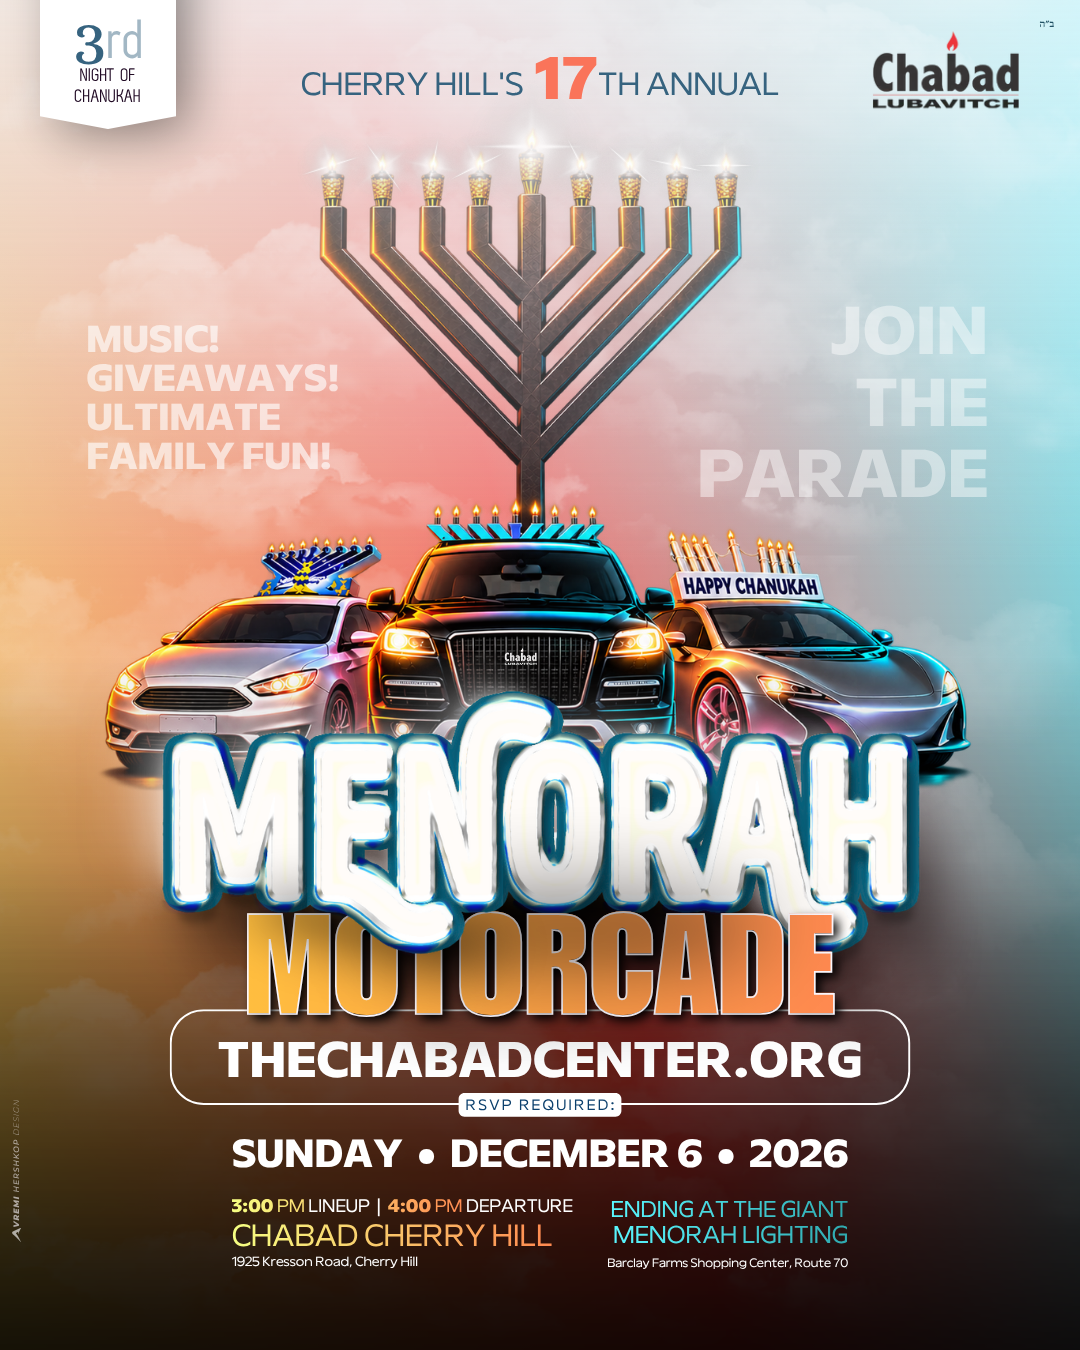 3rd
NIGHT OF
CHANUKAH
ב"ה
CHERRY HILL'S 17TH ANNUAL
Chabad
LUBAVITCH
MUSIC!
GIVEAWAYS!
ULTIMATE
FAMILY FUN!
JOIN
THE
PARADE
HAPPY CHANUKAH
Chabad
LUBAVITCH
MENORAH
MOTORCADE
THECHABADCENTER.ORG
RSVP REQUIRED:
SUNDAY • DECEMBER 6 • 2026
3:00 PM LINEUP | 4:00 PM DEPARTURE
CHABAD CHERRY HILL
1925 Kresson Road, Cherry Hill
ENDING AT THE GIANT
MENORAH LIGHTING
Barclay Farms Shopping Center, Route 70
AVREMI HERSHKOP DESIGN